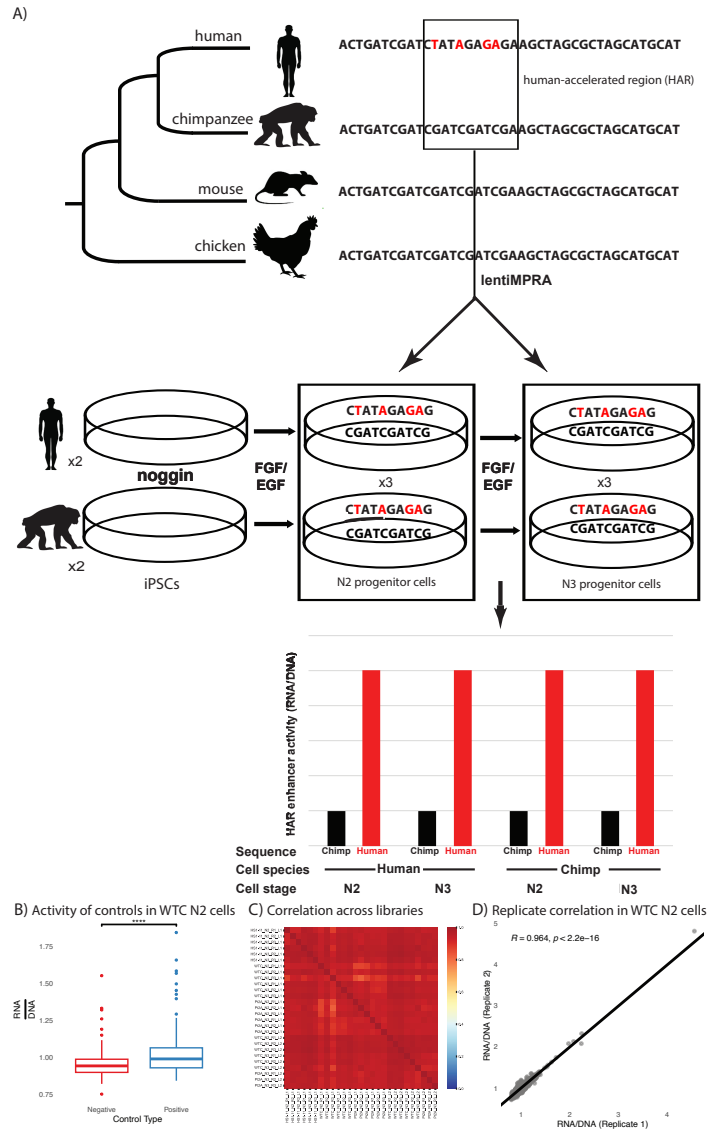 A)
human
ACTGATCGATCTATAGAGAGAAGCTAGCGCTAGCATGCAT
human-accelerated region (HAR)
chimpanzee
ACTGATCGATCGATCGATCGAAGCTAGCGCTAGCATGCAT
mouse
ACTGATCGATCGATCGATCGAAGCTAGCGCTAGCATGCAT
chicken
ACTGATCGATCGATCGATCGAAGCTAGCGCTAGCATGCAT
lentiMPRA
x2
noggin
x2
iPSCs
FGF/
EGF
CTATAGAGAG
CGATCGATCG
x3
CTATAGAGAG
CGATCGATCG
N2 progenitor cells
FGF/
EGF
CTATAGAGAG
CGATCGATCG
x3
CTATAGAGAG
CGATCGATCG
N3 progenitor cells
HAR enhancer activity (RNA/DNA)
Sequence Chimp Human Chimp Human Chimp Human Chimp Human
Cell species Human Chimp
Cell stage N2 N3 N2 N3
B) Activity of controls in WTC N2 cells
****
RNA
DNA
1.75
1.50
1.25
1.00
0.75
Negative Positive
Control Type
C) Correlation across libraries
D) Replicate correlation in WTC N2 cells
R = 0.964, p < 2.2e−16
RNA/DNA (Replicate 2)
5
4
3
2
1
1 2 3 4
RNA/DNA (Replicate 1)